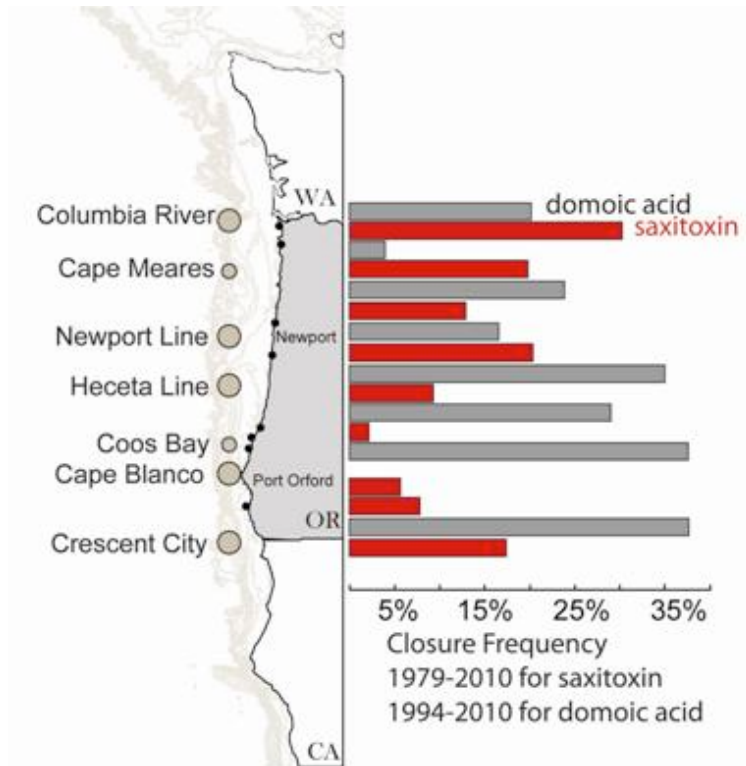 WA
Columbia River
domoic acid
saxitoxin
Cape Meares
Newport Line
Newport
Heceta Line
Coos Bay
Cape Blanco
Port Orford
OR
Crescent City
5% 15% 25% 35%
Closure Frequency
1979-2010 for saxitoxin
1994-2010 for domoic acid
CA